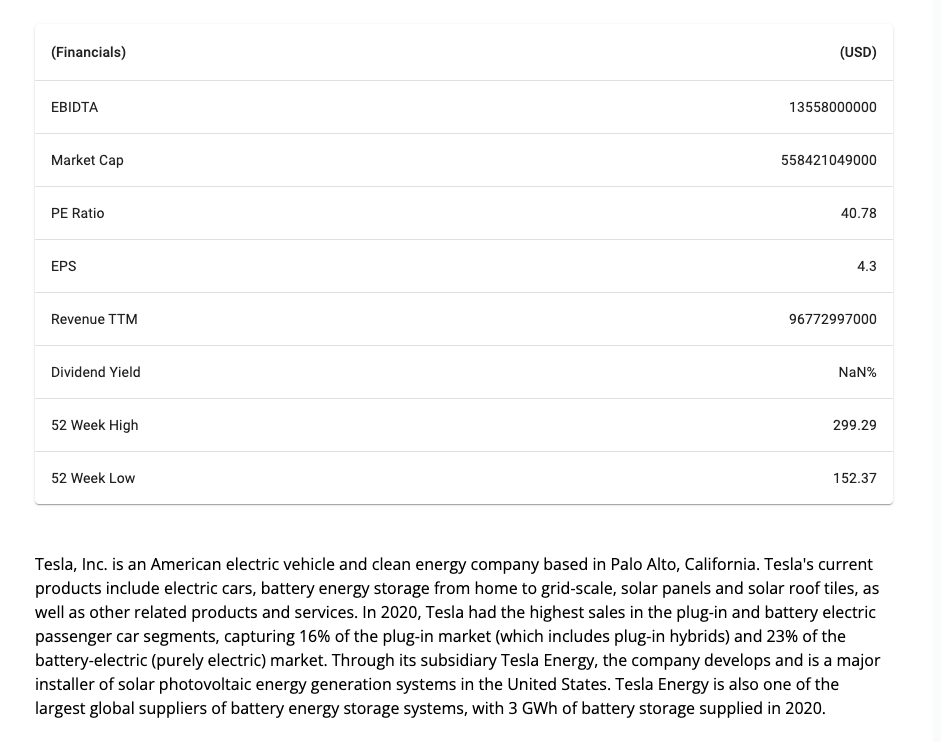 (Financials) (USD)
EBIDTA 13558000000
Market Cap 558421049000
PE Ratio 40.78
EPS 4.3
Revenue TTM 96772997000
Dividend Yield NaN%
52 Week High 299.29
52 Week Low 152.37
Tesla, Inc. is an American electric vehicle and clean energy company based in Palo Alto, California. Tesla's current
products include electric cars, battery energy storage from home to grid-scale, solar panels and solar roof tiles, as
well as other related products and services. In 2020, Tesla had the highest sales in the plug-in and battery electric
passenger car segments, capturing 16% of the plug-in market (which includes plug-in hybrids) and 23% of the
battery-electric (purely electric) market. Through its subsidiary Tesla Energy, the company develops and is a major
installer of solar photovoltaic energy generation systems in the United States. Tesla Energy is also one of the
largest global suppliers of battery energy storage systems, with 3 GWh of battery storage supplied in 2020.